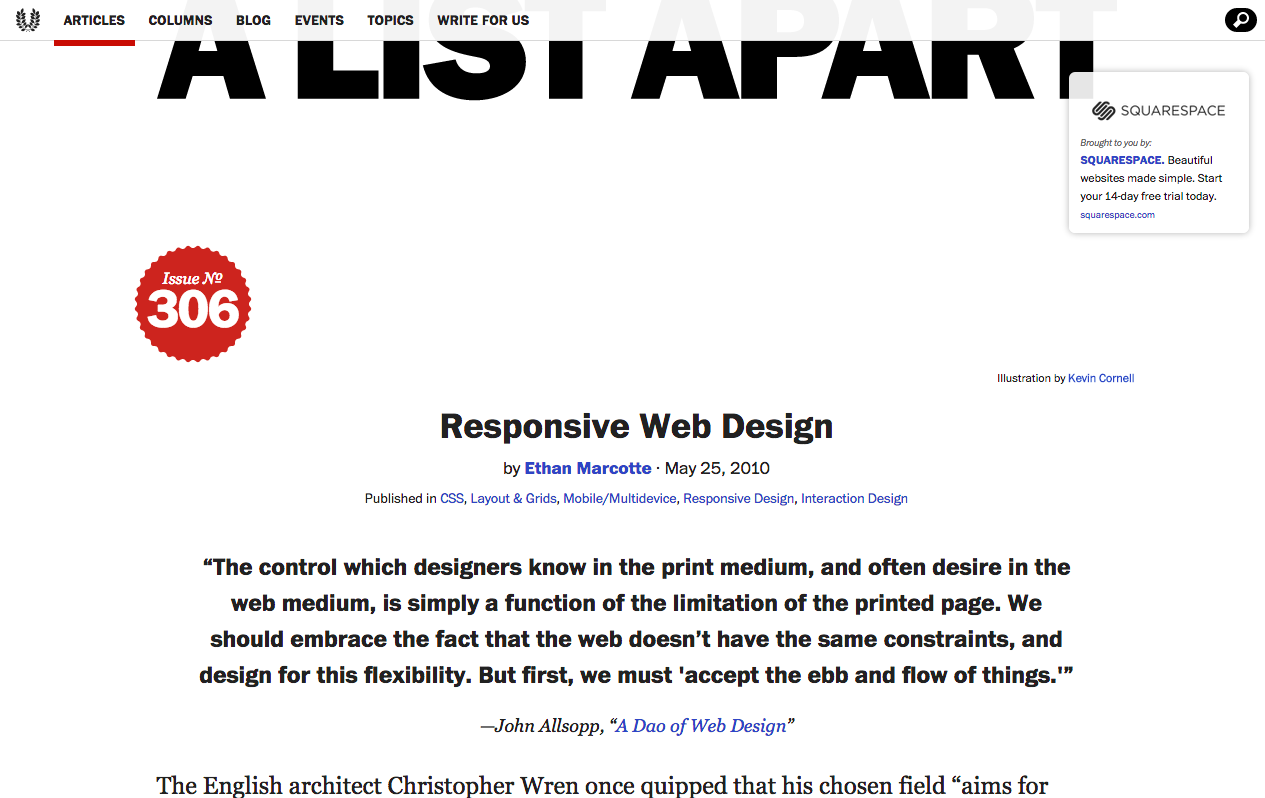 ARTICLES COLUMNS BLOG EVENTS TOPICS WRITE FOR US
A LIST APART
SQUARESPACE
Brought to you by:
SQUARESPACE. Beautiful
websites made simple. Start
your 14-day free trial today.
squarespace.com
Issue Nº
306
Illustration by Kevin Cornell
Responsive Web Design
by Ethan Marcotte · May 25, 2010
Published in CSS, Layout & Grids, Mobile/Multidevice, Responsive Design, Interaction Design
“The control which designers know in the print medium, and often desire in the
web medium, is simply a function of the limitation of the printed page. We
should embrace the fact that the web doesn’t have the same constraints, and
design for this flexibility. But first, we must 'accept the ebb and flow of things.'”
—John Allsopp, “A Dao of Web Design”
The English architect Christopher Wren once quipped that his chosen field “aims for